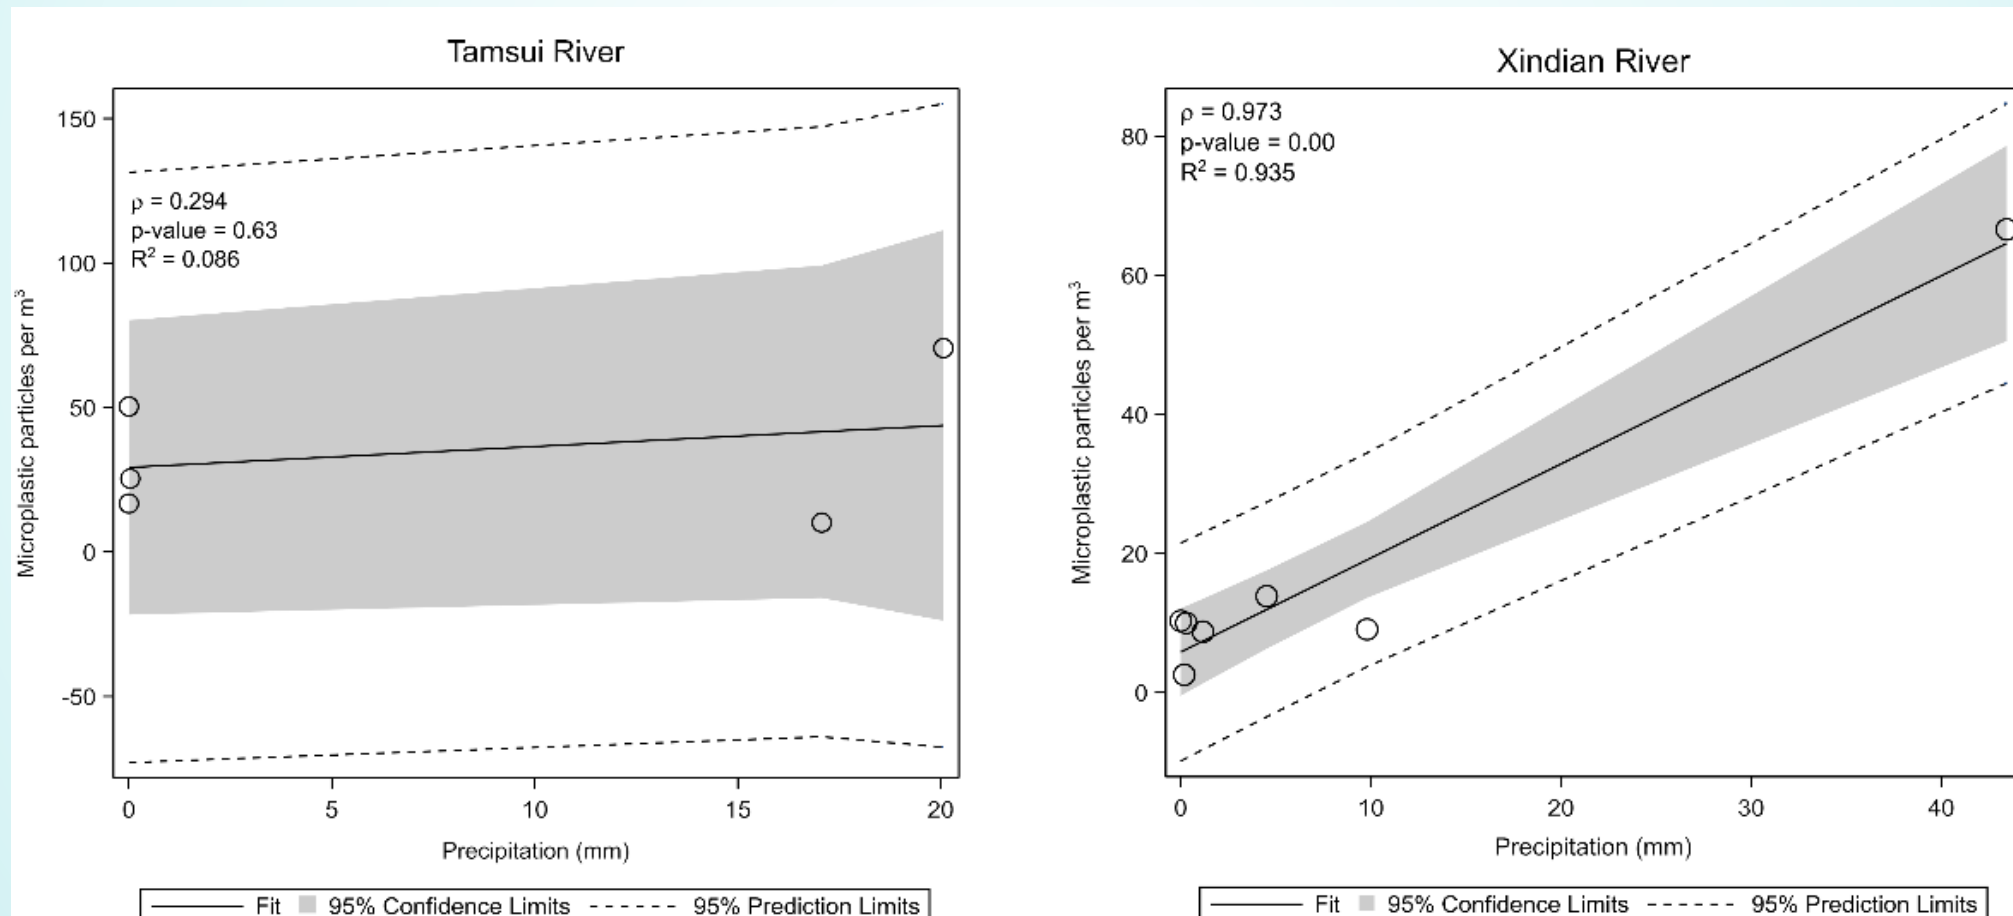 Tamsui River
ρ = 0.294
p-value = 0.63
R² = 0.086
Microplastic particles per m³
150
100
50
0
-50
0 5 10 15 20
Precipitation (mm)
Fit 95% Confidence Limits 95% Prediction Limits
Xindian River
ρ = 0.973
p-value = 0.00
R² = 0.935
Microplastic particles per m³
80
60
40
20
0
0 10 20 30 40
Precipitation (mm)
Fit 95% Confidence Limits 95% Prediction Limits